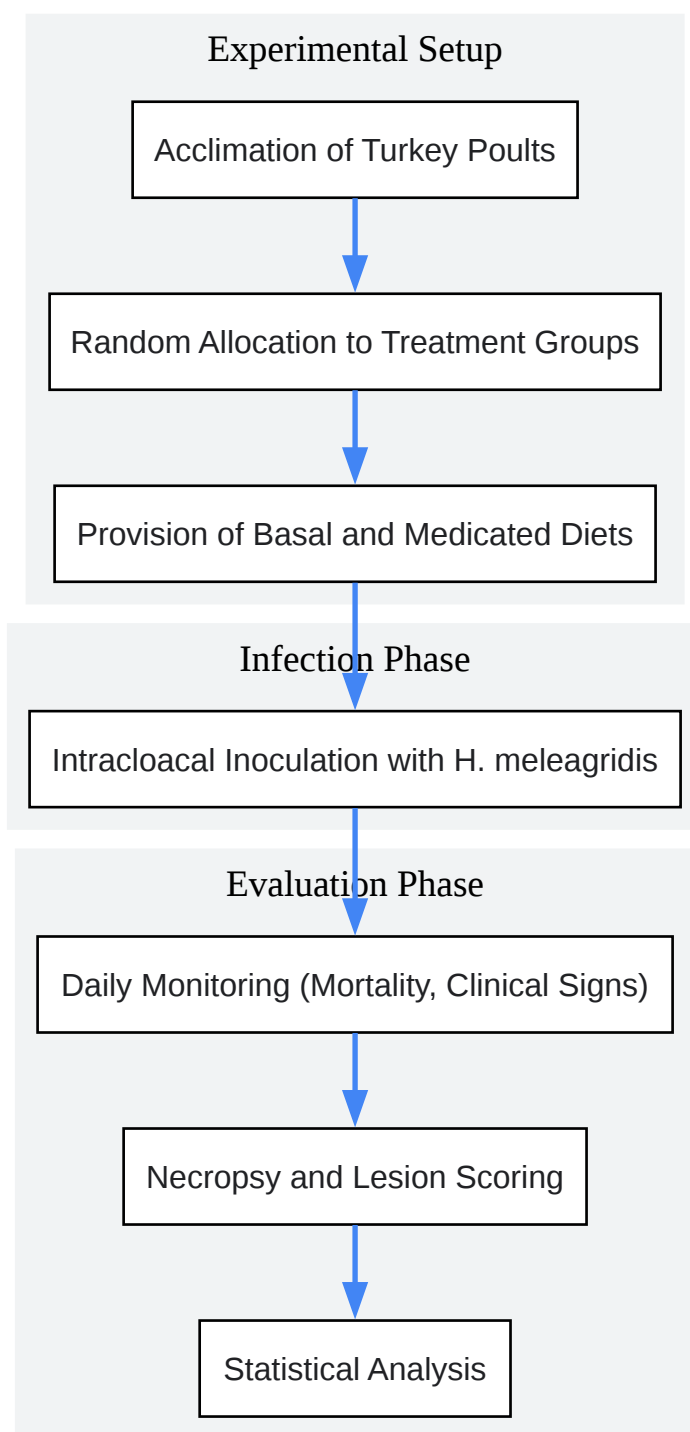 Experimental Setup
Acclimation of Turkey Poults
Random Allocation to Treatment Groups
Provision of Basal and Medicated Diets
Infection Phase
Intracloacal Inoculation with H. meleagridis
Evaluation Phase
Daily Monitoring (Mortality, Clinical Signs)
Necropsy and Lesion Scoring
Statistical Analysis